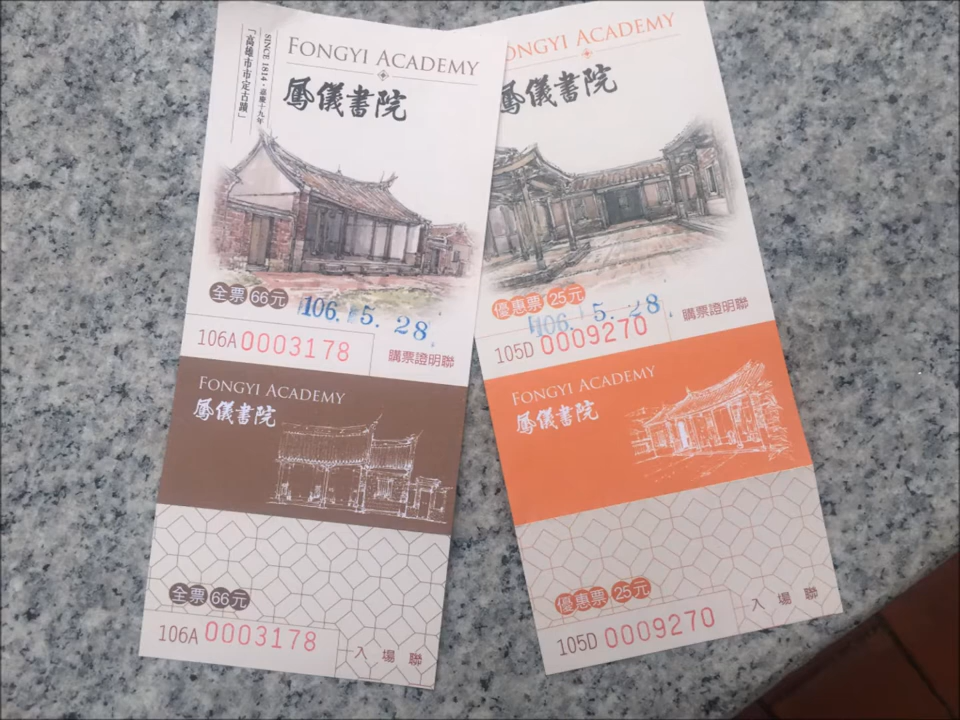 「高雄市市定古蹟」
SINCE 1814 · 嘉慶十九年
FONGYI ACADEMY
鳳儀書院
全票 66元
106. 5. 28.
106A 0003178
購票證明聯
FONGYI ACADEMY
鳳儀書院
全票 66元
106A 0003178
入場聯
ONGYI ACADEMY
鳳儀書院
優惠票 25元
106. 5. 28.
105D 0009270
購票證明聯
FONGYI ACADEMY
鳳儀書院
優惠票 25元
105D 0009270
入場聯